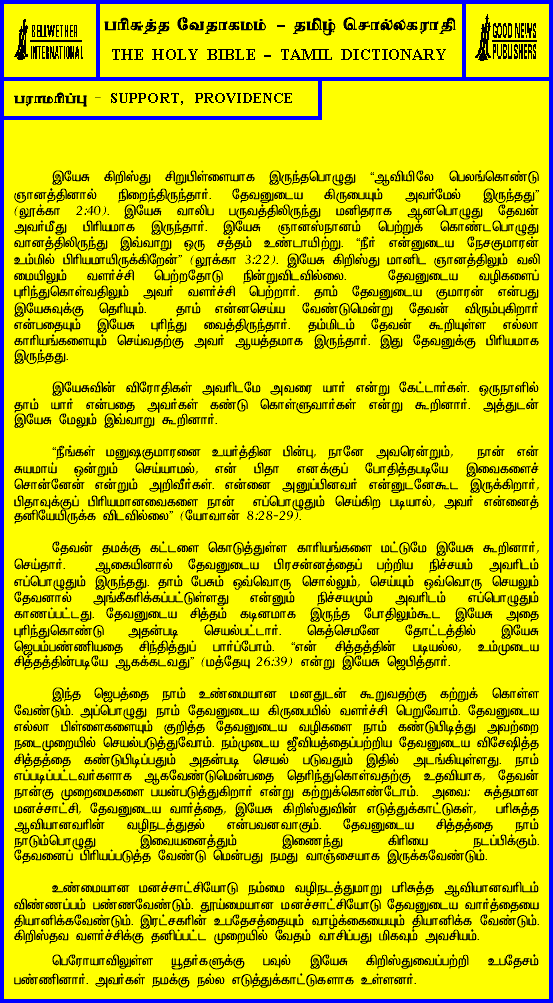 BELLWETHER
INTERNATIONAL
பரிசுத்த வேதாகமம் – தமிழ் சொல்லகராதி
THE HOLY BIBLE – TAMIL DICTIONARY
GOOD NEWS
PUBLISHERS
பராமரிப்பு – SUPPORT, PROVIDENCE
இயேசு கிறிஸ்து சிறுபிள்ளையாக இருந்தபொழுது “ஆவியிலே பெலங்கொண்டு
ஞானத்தினால் நிறைந்திருந்தார். தேவனுடைய கிருபையும் அவர்மேல் இருந்தது”
(லூக்கா 2:40). இயேசு வாலிப பருவத்திலிருந்து மனிதராக ஆனபொழுது தேவன்
அவர்மீது பிரியமாக இருந்தார். இயேசு ஞானஸ்நானம் பெற்றுக் கொண்டபொழுது
வானத்திலிருந்து இவ்வாறு ஒரு சத்தம் உண்டாயிற்று. “நீர் என்னுடைய நேசகுமாரன்
உம்மில் பிரியமாயிருக்கிறேன்” (லூக்கா 3:22). இயேசு கிறிஸ்து மானிட ஞானத்திலும் வலி
மையிலும் வளர்ச்சி பெற்றதோடு நின்றுவிடவில்லை. தேவனுடைய வழிகளைப்
புரிந்துகொள்வதிலும் அவர் வளர்ச்சி பெற்றார். தாம் தேவனுடைய குமாரன் என்பது
இயேசுவுக்கு தெரியும். தாம் என்னசெய்ய வேண்டுமென்று தேவன் விரும்புகிறார்
என்பதையும் இயேசு புரிந்து வைத்திருந்தார். தம்மிடம் தேவன் கூறியுள்ள எல்லா
காரியங்களையும் செய்வதற்கு அவர் ஆயத்தமாக இருந்தார். இது தேவனுக்கு பிரியமாக
இருந்தது.
இயேசுவின் விரோதிகள் அவரிடமே அவரை யார் என்று கேட்டார்கள். ஒருநாளில்
தாம் யார் என்பதை அவர்கள் கண்டு கொள்ளுவார்கள் என்று கூறினார். அத்துடன்
இயேசு மேலும் இவ்வாறு கூறினார்.
“நீங்கள் மனுஷகுமாரனை உயர்த்தின பின்பு, நானே அவரென்றும், நான் என்
சுயமாய் ஒன்றும் செய்யாமல், என் பிதா எனக்குப் போதித்தபடியே இவைகளைச்
சொன்னேன் என்றும் அறிவீர்கள். என்னை அனுப்பினவர் என்னுடனேகூட இருக்கிறார்,
பிதாவுக்குப் பிரியமானவைகளை நான் எப்பொழுதும் செய்கிற படியால், அவர் என்னைத்
தனியேயிருக்க விடவில்லை” (யோவான் 8:28-29).
தேவன் தமக்கு கட்டளை கொடுத்துள்ள காரியங்களை மட்டுமே இயேசு கூறினார்,
செய்தார். ஆகையினால் தேவனுடைய பிரசன்னத்தைப் பற்றிய நிச்சயம் அவரிடம்
எப்பொழுதும் இருந்தது. தாம் பேசும் ஒவ்வொரு சொல்லும், செய்யும் ஒவ்வொரு செயலும்
தேவனால் அங்கீகரிக்கப்பட்டுள்ளது என்னும் நிச்சயமும் அவரிடம் எப்பொழுதும்
காணப்பட்டது. தேவனுடைய சித்தம் கடினமாக இருந்த போதிலும்கூட இயேசு அதை
புரிந்துகொண்டு அதன்படி செயல்பட்டார். கெத்செமனே தோட்டத்தில் இயேசு
ஜெபம்பண்ணியதை சிந்தித்துப் பார்ப்போம். “என் சித்தத்தின் படியல்ல, உம்முடைய
சித்தத்தின்படியே ஆகக்கடவது” (மத்தேயு 26:39) என்று இயேசு ஜெபித்தார்.
இந்த ஜெபத்தை நாம் உண்மையான மனதுடன் கூறுவதற்கு கற்றுக் கொள்ள
வேண்டும். அப்பொழுது நாம் தேவனுடைய கிருபையில் வளர்ச்சி பெறுவோம். தேவனுடைய
எல்லா பிள்ளைகளையும் குறித்த தேவனுடைய வழிகளை நாம் கண்டுபிடித்து அவற்றை
நடைமுறையில் செயல்படுத்துவோம். நம்முடைய ஜீவியத்தைப்பற்றிய தேவனுடைய விசேஷித்த
சித்தத்தை கண்டுபிடிப்பதும் அதன்படி செயல் படுவதும் இதில் அடங்கியுள்ளது. நாம்
எப்படிப்பட்டவர்களாக ஆகவேண்டுமென்பதை தெரிந்துகொள்வதற்கு உதவியாக, தேவன்
நான்கு முறைமைகளை பயன்படுத்துகிறார் என்று கற்றுக்கொண்டோம். அவை: சுத்தமான
மனச்சாட்சி, தேவனுடைய வார்த்தை, இயேசு கிறிஸ்துவின் எடுத்துக்காட்டுகள், பரிசுத்த
ஆவியானவரின் வழிநடத்துதல் என்பவனவாகும். தேவனுடைய சித்தத்தை நாம்
நாடும்பொழுது இவையனைத்தும் இணைந்து கிரியை நடப்பிக்கும்.
தேவனைப் பிரியப்படுத்த வேண்டு மென்பது நமது வாஞ்சையாக இருக்கவேண்டும்.
உண்மையான மனச்சாட்சியோடு நம்மை வழிநடத்துமாறு பரிசுத்த ஆவியானவரிடம்
விண்ணப்பம் பண்ணவேண்டும். தூய்மையான மனச்சாட்சியோடு தேவனுடைய வார்த்தையை
தியானிக்கவேண்டும். இரட்சகரின் உபதேசத்தையும் வாழ்க்கையையும் தியானிக்க வேண்டும்.
கிறிஸ்தவ வளர்ச்சிக்கு தனிப்பட்ட முறையில் வேதம் வாசிப்பது மிகவும் அவசியம்.
பெரோயாவிலுள்ள யூதர்களுக்கு பவுல் இயேசு கிறிஸ்துவைப்பற்றி உபதேசம்
பண்ணினார். அவர்கள் நமக்கு நல்ல எடுத்துக்காட்டுகளாக உள்ளனர்.